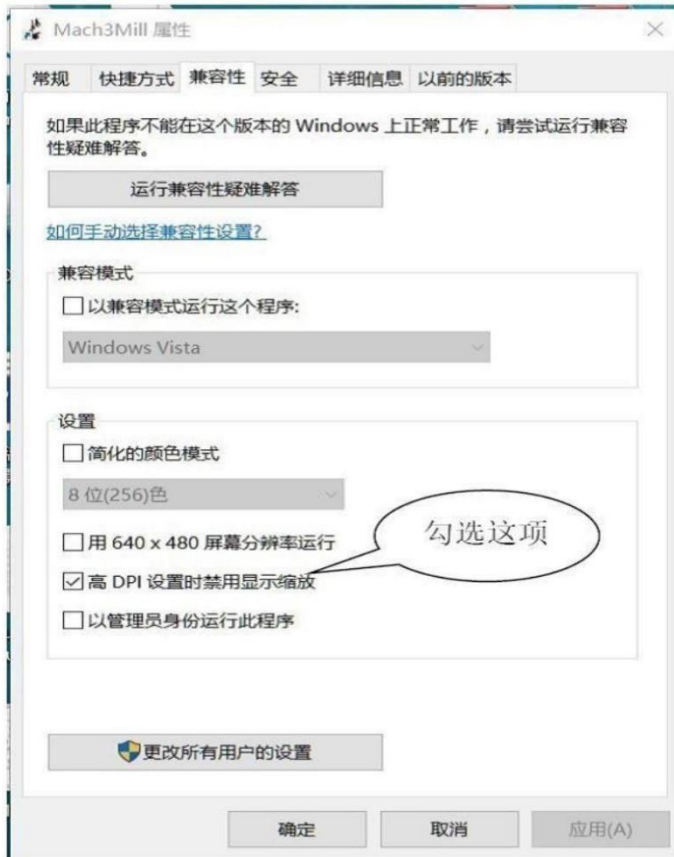 Mach3Mill 属性
常规 快捷方式 兼容性 安全 详细信息 以前的版本
如果此程序不能在这个版本的 Windows 上正常工作，请尝试运行兼容
性疑难解答。
运行兼容性疑难解答
如何手动选择兼容性设置?
兼容模式
以兼容模式运行这个程序:
Windows Vista
设置
简化的颜色模式
8 位(256)色
用 640 x 480 屏幕分辨率运行
勾选这项
高 DPI 设置时禁用显示缩放
以管理员身份运行此程序
更改所有用户的设置
确定 取消 应用(A)